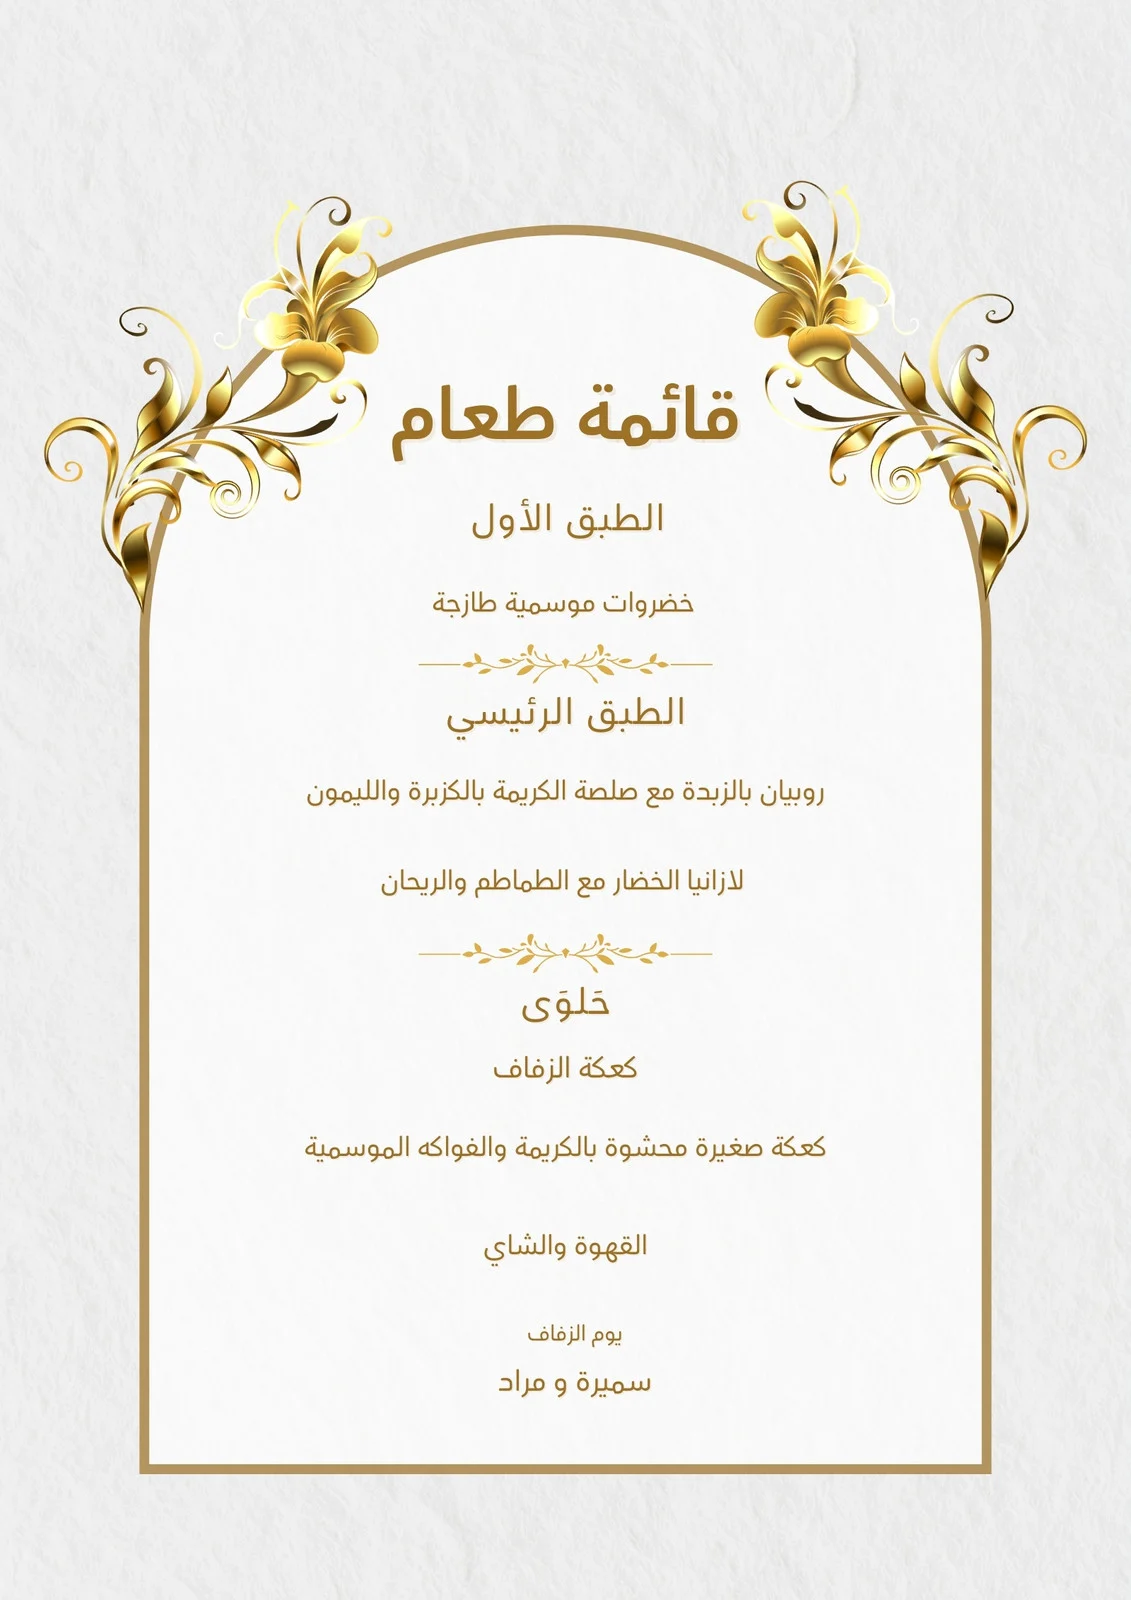 قائمة طعام
الطبق الأول
خضروات موسمية طازجة
الطبق الرئيسي
روبيان بالزبدة مع صلصة الكريمة بالكزبرة والليمون
لازانيا الخضار مع الطماطم والريحان
حَلوَى
كعكة الزفاف
كعكة صغيرة محشوة بالكريمة والفواكه الموسمية
القهوة والشاي
يوم الزفاف
سميرة و مراد